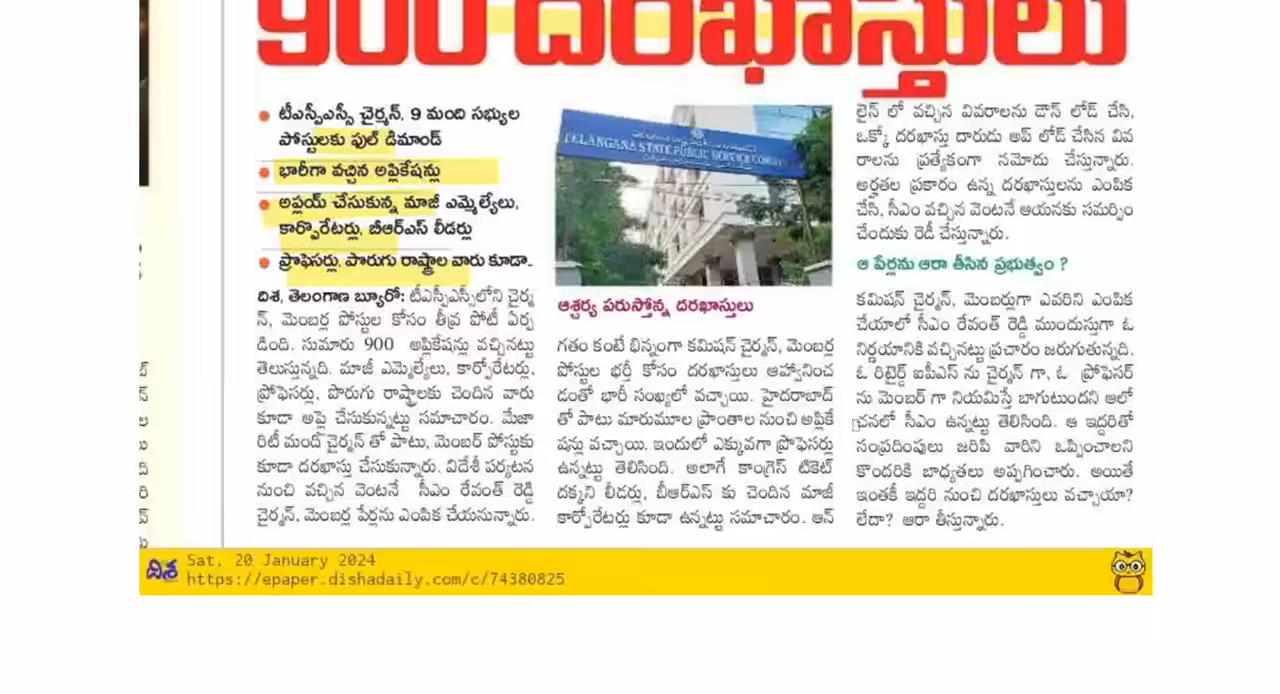 900 దరఖాస్తులు
• టీఎస్పీఎస్సీ చైర్మన్, 9 మంది సభ్యుల
పోస్టులకు ఫుల్ డిమాండ్
• భారీగా వచ్చిన అప్లికేషన్లు
• అప్లయ్ చేసుకున్న మాజీ ఎమ్మెల్యేలు,
కార్పొరేటర్లు, బీఆర్ఎస్ లీడర్లు
• ప్రొఫెసర్లు, పొరుగు రాష్ట్రాల వారు కూడా..
దిశ, తెలంగాణ బ్యూరో: టీఎస్పీఎస్సీలోని చైర్మ
న్, మెంబర్ల పోస్టుల కోసం తీవ్ర పోటీ ఏర్ప
డింది. సుమారు 900 అప్లికేషన్లు వచ్చినట్టు
తెలుస్తున్నది. మాజీ ఎమ్మెల్యేలు, కార్పోరేటర్లు,
ప్రోఫెసర్లు, పొరుగు రాష్ట్రాలకు చెందిన వారు
కూడా అప్లై చేసుకున్నట్టు సమాచారం. మేజా
రిటీ మంది చైర్మన్ తో పాటు, మెంబర్ పోస్టుకు
కూడా దరఖాస్తు చేసుకున్నారు. విదేశీ పర్యటన
నుంచి వచ్చిన వెంటనే సీఎం రేవంత్ రెడ్డి
చైర్మన్, మెంబర్ల పేర్లను ఎంపిక చేయనున్నారు.
TELANGANA STATE PUBLIC SERVICE
ఆశ్చర్య పరుస్తోన్న దరఖాస్తులు
గతం కంటే భిన్నంగా కమిషన్ చైర్మన్, మెంబర్ల
పోస్టుల భర్తీ కోసం దరఖాస్తులు ఆహ్వానించ
డంతో భారీ సంఖ్యలో వచ్చాయి. హైదరాబాద్
తో పాటు మారుమూల ప్రాంతాల నుంచి అప్లికే
షన్లు వచ్చాయి. ఇందులో ఎక్కువగా ప్రొఫెసర్లు
ఉన్నట్టు తెలిసింది. అలాగే కాంగ్రెస్ టికెట్
దక్కని లీడర్లు, బీఆర్ఎస్ కు చెందిన మాజీ
కార్పోరేటర్లు కూడా ఉన్నట్టు సమాచారం. ఆన్
లైన్ లో వచ్చిన వివరాలను డౌన్ లోడ్ చేసి,
ఒక్కో దరఖాస్తు దారుడు అప్ లోడ్ చేసిన వివ
రాలను ప్రత్యేకంగా నమోదు చేస్తున్నారు.
అర్హతల ప్రకారం ఉన్న దరఖాస్తులను ఎంపిక
చేసి, సీఎం వచ్చిన వెంటనే ఆయనకు సమర్పిం
చేందుకు రెడీ చేస్తున్నారు.
ఆ పేర్లను ఆరా తీసిన ప్రభుత్వం ?
కమిషన్ చైర్మన్, మెంబర్లుగా ఎవరిని ఎంపిక
చేయాలో సీఎం రేవంత్ రెడ్డి ముందుస్తుగా ఓ
నిర్ణయానికి వచ్చినట్టు ప్రచారం జరుగుతున్నది.
ఓ రిటైర్డ్ ఐపీఎస్ ను చైర్మన్ గా, ఓ ప్రోఫెసర్
ను మెంబర్ గా నియమిస్తే బాగుటుందని ఆలో
చనలో సీఎం ఉన్నట్టు తెలిసింది. ఆ ఇద్దరితో
సంప్రదింపులు జరిపి వారిని ఒప్పించాలని
కొందరికి బాధ్యతలు అప్పగించారు. అయితే
ఇంతకీ ఇద్దరి నుంచి దరఖాస్తులు వచ్చాయా?
లేదా? ఆరా తీస్తున్నారు.
దిశ
Sat, 20 January 2024
https://epaper.dishadaily.com/c/74380825